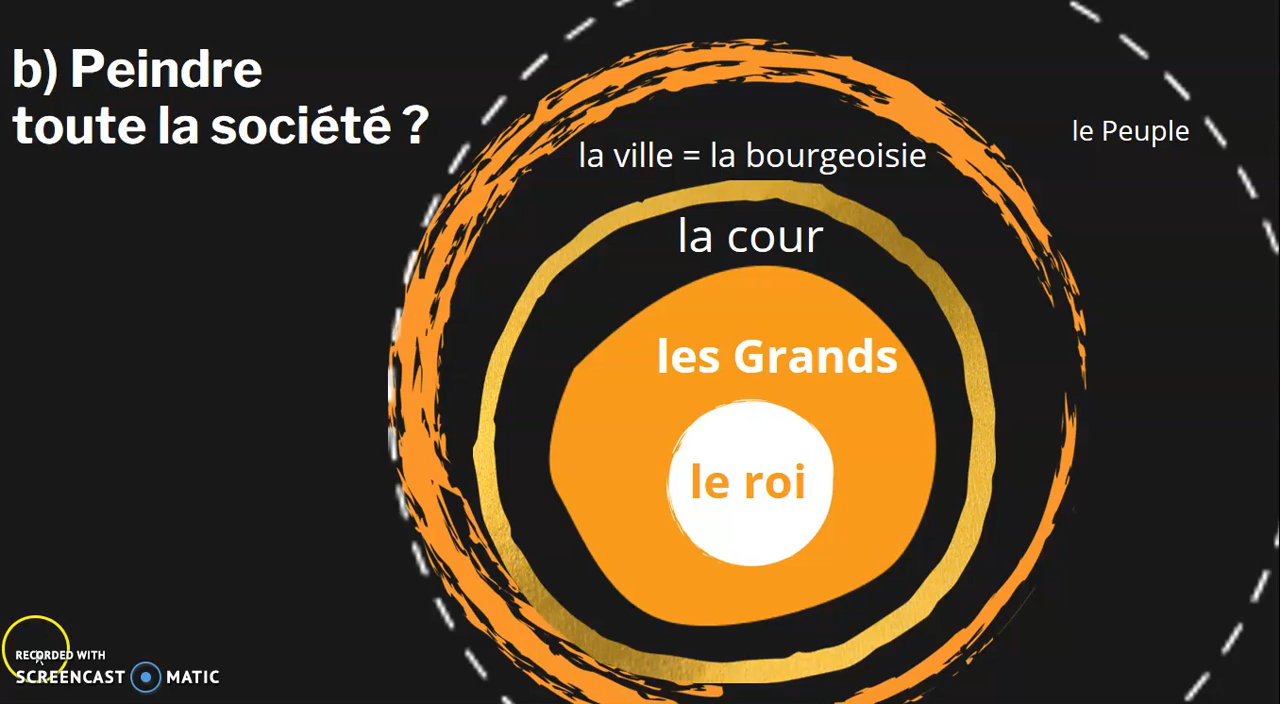 b) Peindre
toute la société ?
le Peuple
la ville = la bourgeoisie
la cour
les Grands
le roi
RECORDED WITH
SCREENCAST MATIC